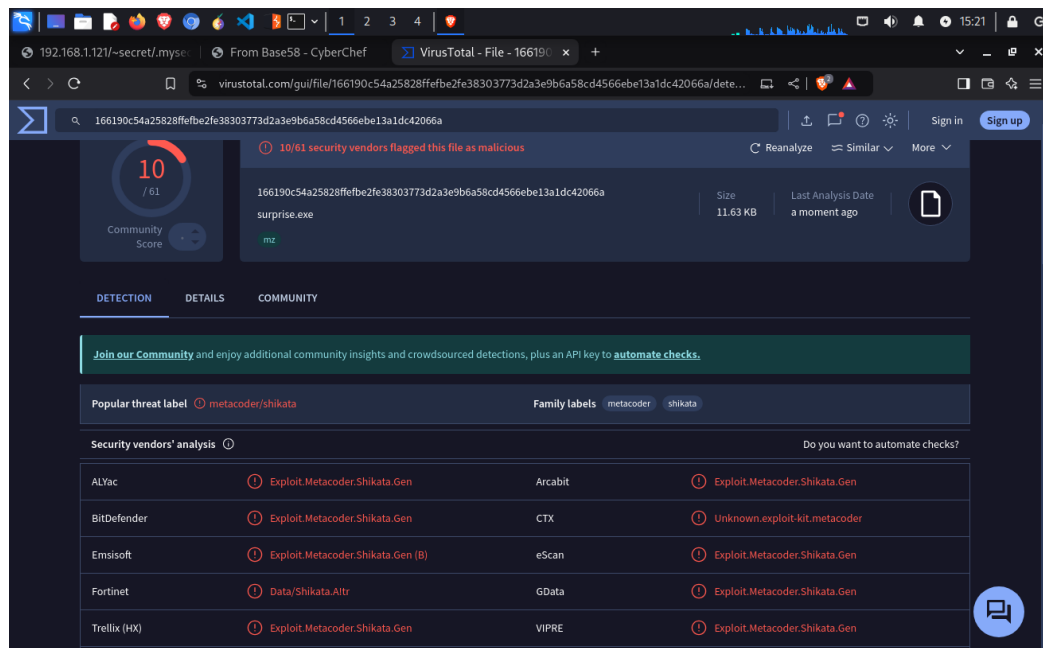 1 2 3 4 15:21 G
192.168.1.121/~secret/.mysec From Base58 - CyberChef VirusTotal - File - 166190
virustotal.com/gui/file/166190c54a25828ffefbe2fe38303773d2a3e9b6a58cd4566ebe13a1dc42066a/dete... 2
166190c54a25828ffefbe2fe38303773d2a3e9b6a58cd4566ebe13a1dc42066a Sign in Sign up
10/61 security vendors flagged this file as malicious Reanalyze Similar More
10
/ 61
Community
Score
-
166190c54a25828ffefbe2fe38303773d2a3e9b6a58cd4566ebe13a1dc42066a
surprise.exe
mz
Size
11.63 KB
Last Analysis Date
a moment ago
DETECTION DETAILS COMMUNITY
Join our Community and enjoy additional community insights and crowdsourced detections, plus an API key to automate checks.
Popular threat label metacoder/shikata Family labels metacoder shikata
Security vendors' analysis Do you want to automate checks?
ALYac Exploit.Metacoder.Shikata.Gen Arcabit Exploit.Metacoder.Shikata.Gen
BitDefender Exploit.Metacoder.Shikata.Gen CTX Unknown.exploit-kit.metacoder
Emsisoft Exploit.Metacoder.Shikata.Gen (B) eScan Exploit.Metacoder.Shikata.Gen
Fortinet Data/Shikata.A!tr GData Exploit.Metacoder.Shikata.Gen
Trellix (HX) Exploit.Metacoder.Shikata.Gen VIPRE Exploit.Metacoder.Shikata.Gen